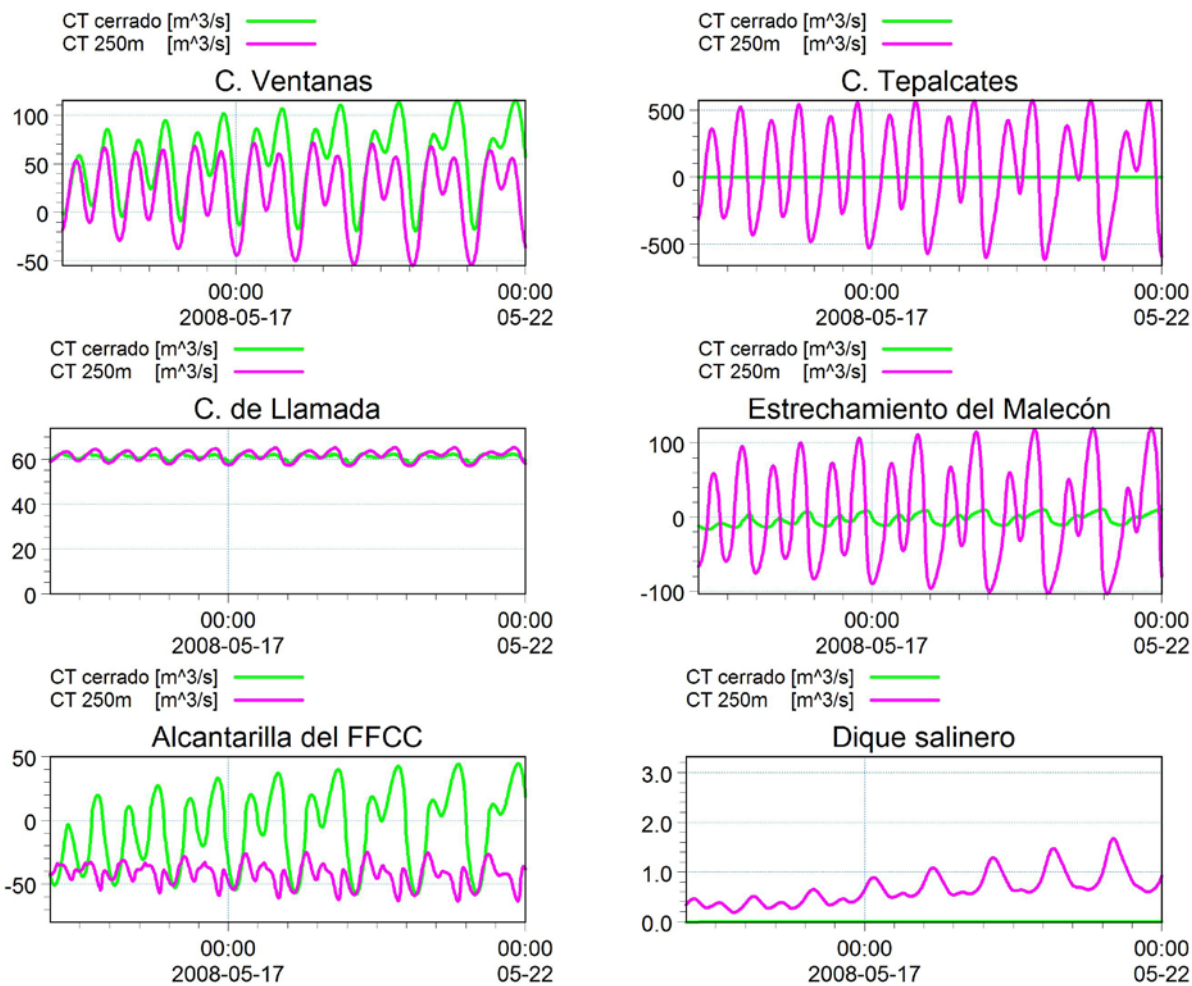 CT cerrado [m^3/s]
CT 250m [m^3/s]
C. Ventanas
100
50
0
-50
00:00
00:00
2008-05-17
05-22
CT cerrado [m^3/s]
CT 250m [m^3/s]
C. Tepalcates
500
0
-500
00:00
00:00
2008-05-17
05-22
CT cerrado [m^3/s]
CT 250m [m^3/s]
C. de Llamada
60
40
20
0
00:00
00:00
2008-05-17
05-22
CT cerrado [m^3/s]
CT 250m [m^3/s]
Estrechamiento del Malecón
100
0
-100
00:00
00:00
2008-05-17
05-22
CT cerrado [m^3/s]
CT 250m [m^3/s]
Alcantarilla del FFCC
50
0
-50
00:00
00:00
2008-05-17
05-22
CT cerrado [m^3/s]
CT 250m [m^3/s]
Dique salinero
3.0
2.0
1.0
0.0
00:00
00:00
2008-05-17
05-22